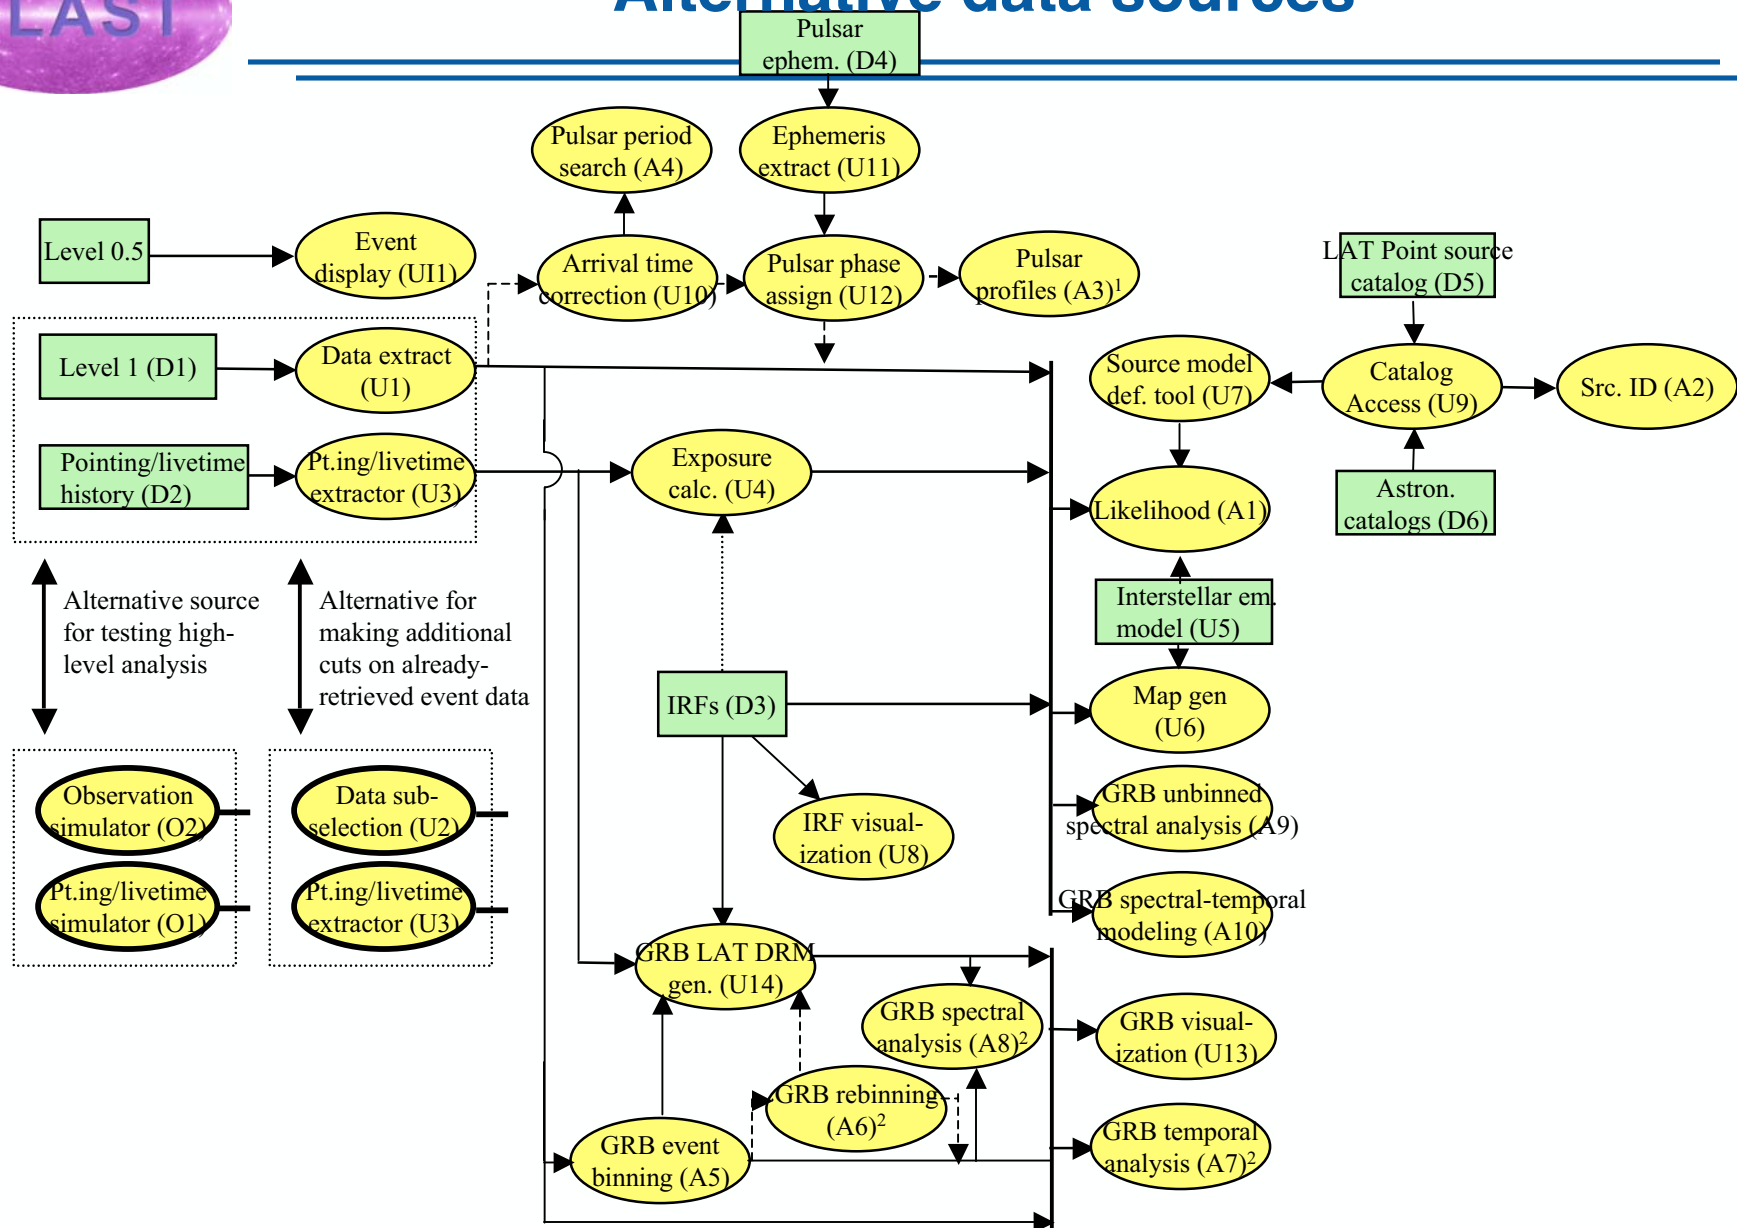 LAST
Alternative data sources
Pulsar
ephem. (D4)
Pulsar period
search (A4)
Ephemeris
extract (U11)
Level 0.5
Event
display (UI1)
Arrival time
correction (U10)
Pulsar phase
assign (U12)
Pulsar
profiles (A3)¹
LAT Point source
catalog (D5)
Level 1 (D1)
Data extract
(U1)
Source model
def. tool (U7)
Catalog
Access (U9)
Src. ID (A2)
Pointing/livetime
history (D2)
Pt.ing/livetime
extractor (U3)
Exposure
calc. (U4)
Likelihood (A1)
Astron.
catalogs (D6)
Alternative source
for testing high-
level analysis
Alternative for
making additional
cuts on already-
retrieved event data
Interstellar em.
model (U5)
IRFs (D3)
Map gen
(U6)
Observation
simulator (O2)
Data sub-
selection (U2)
IRF visual-
ization (U8)
GRB unbinned
spectral analysis (A9)
Pt.ing/livetime
simulator (O1)
Pt.ing/livetime
extractor (U3)
GRB spectral-temporal
modeling (A10)
GRB LAT DRM
gen. (U14)
GRB spectral
analysis (A8)²
GRB visual-
ization (U13)
GRB rebinning
(A6)²
GRB event
binning (A5)
GRB temporal
analysis (A7)²